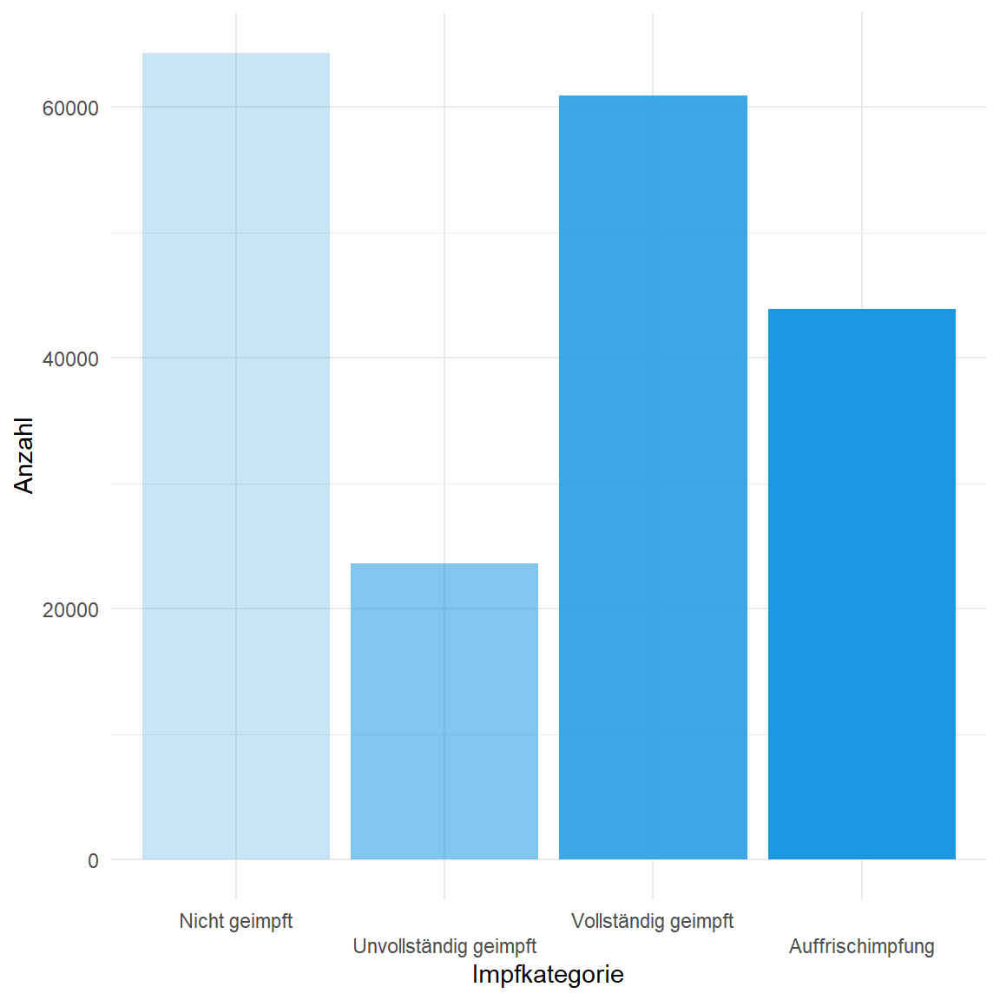 60000
40000
20000
0
Anzahl
Nicht geimpft
Unvollständig geimpft
Vollständig geimpft
Auffrischimpfung
Impfkategorie